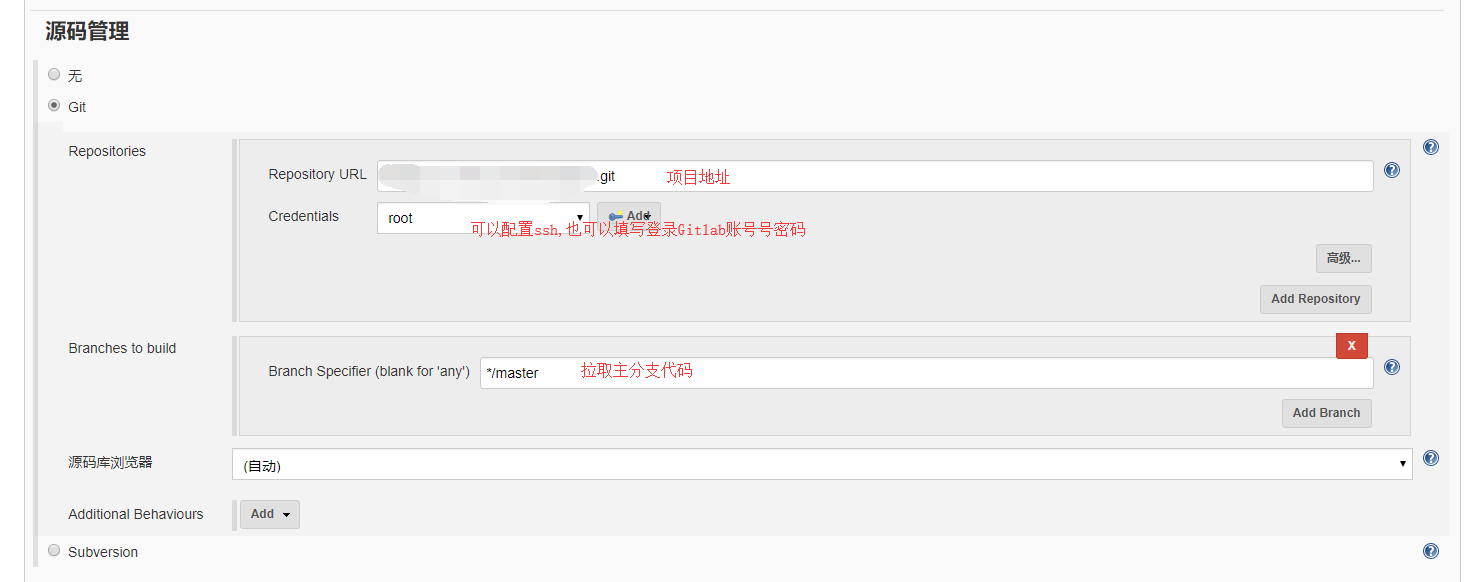 源码管理
无
Git
Repositories
Repository URL
.git 项目地址
Credentials
root
Add
可以配置ssh,也可以填写登录Gitlab账号号密码
高级...
Add Repository
Branches to build
X
Branch Specifier (blank for 'any')
*/master 拉取主分支代码
Add Branch
源码库浏览器
(自动)
Additional Behaviours
Add
Subversion